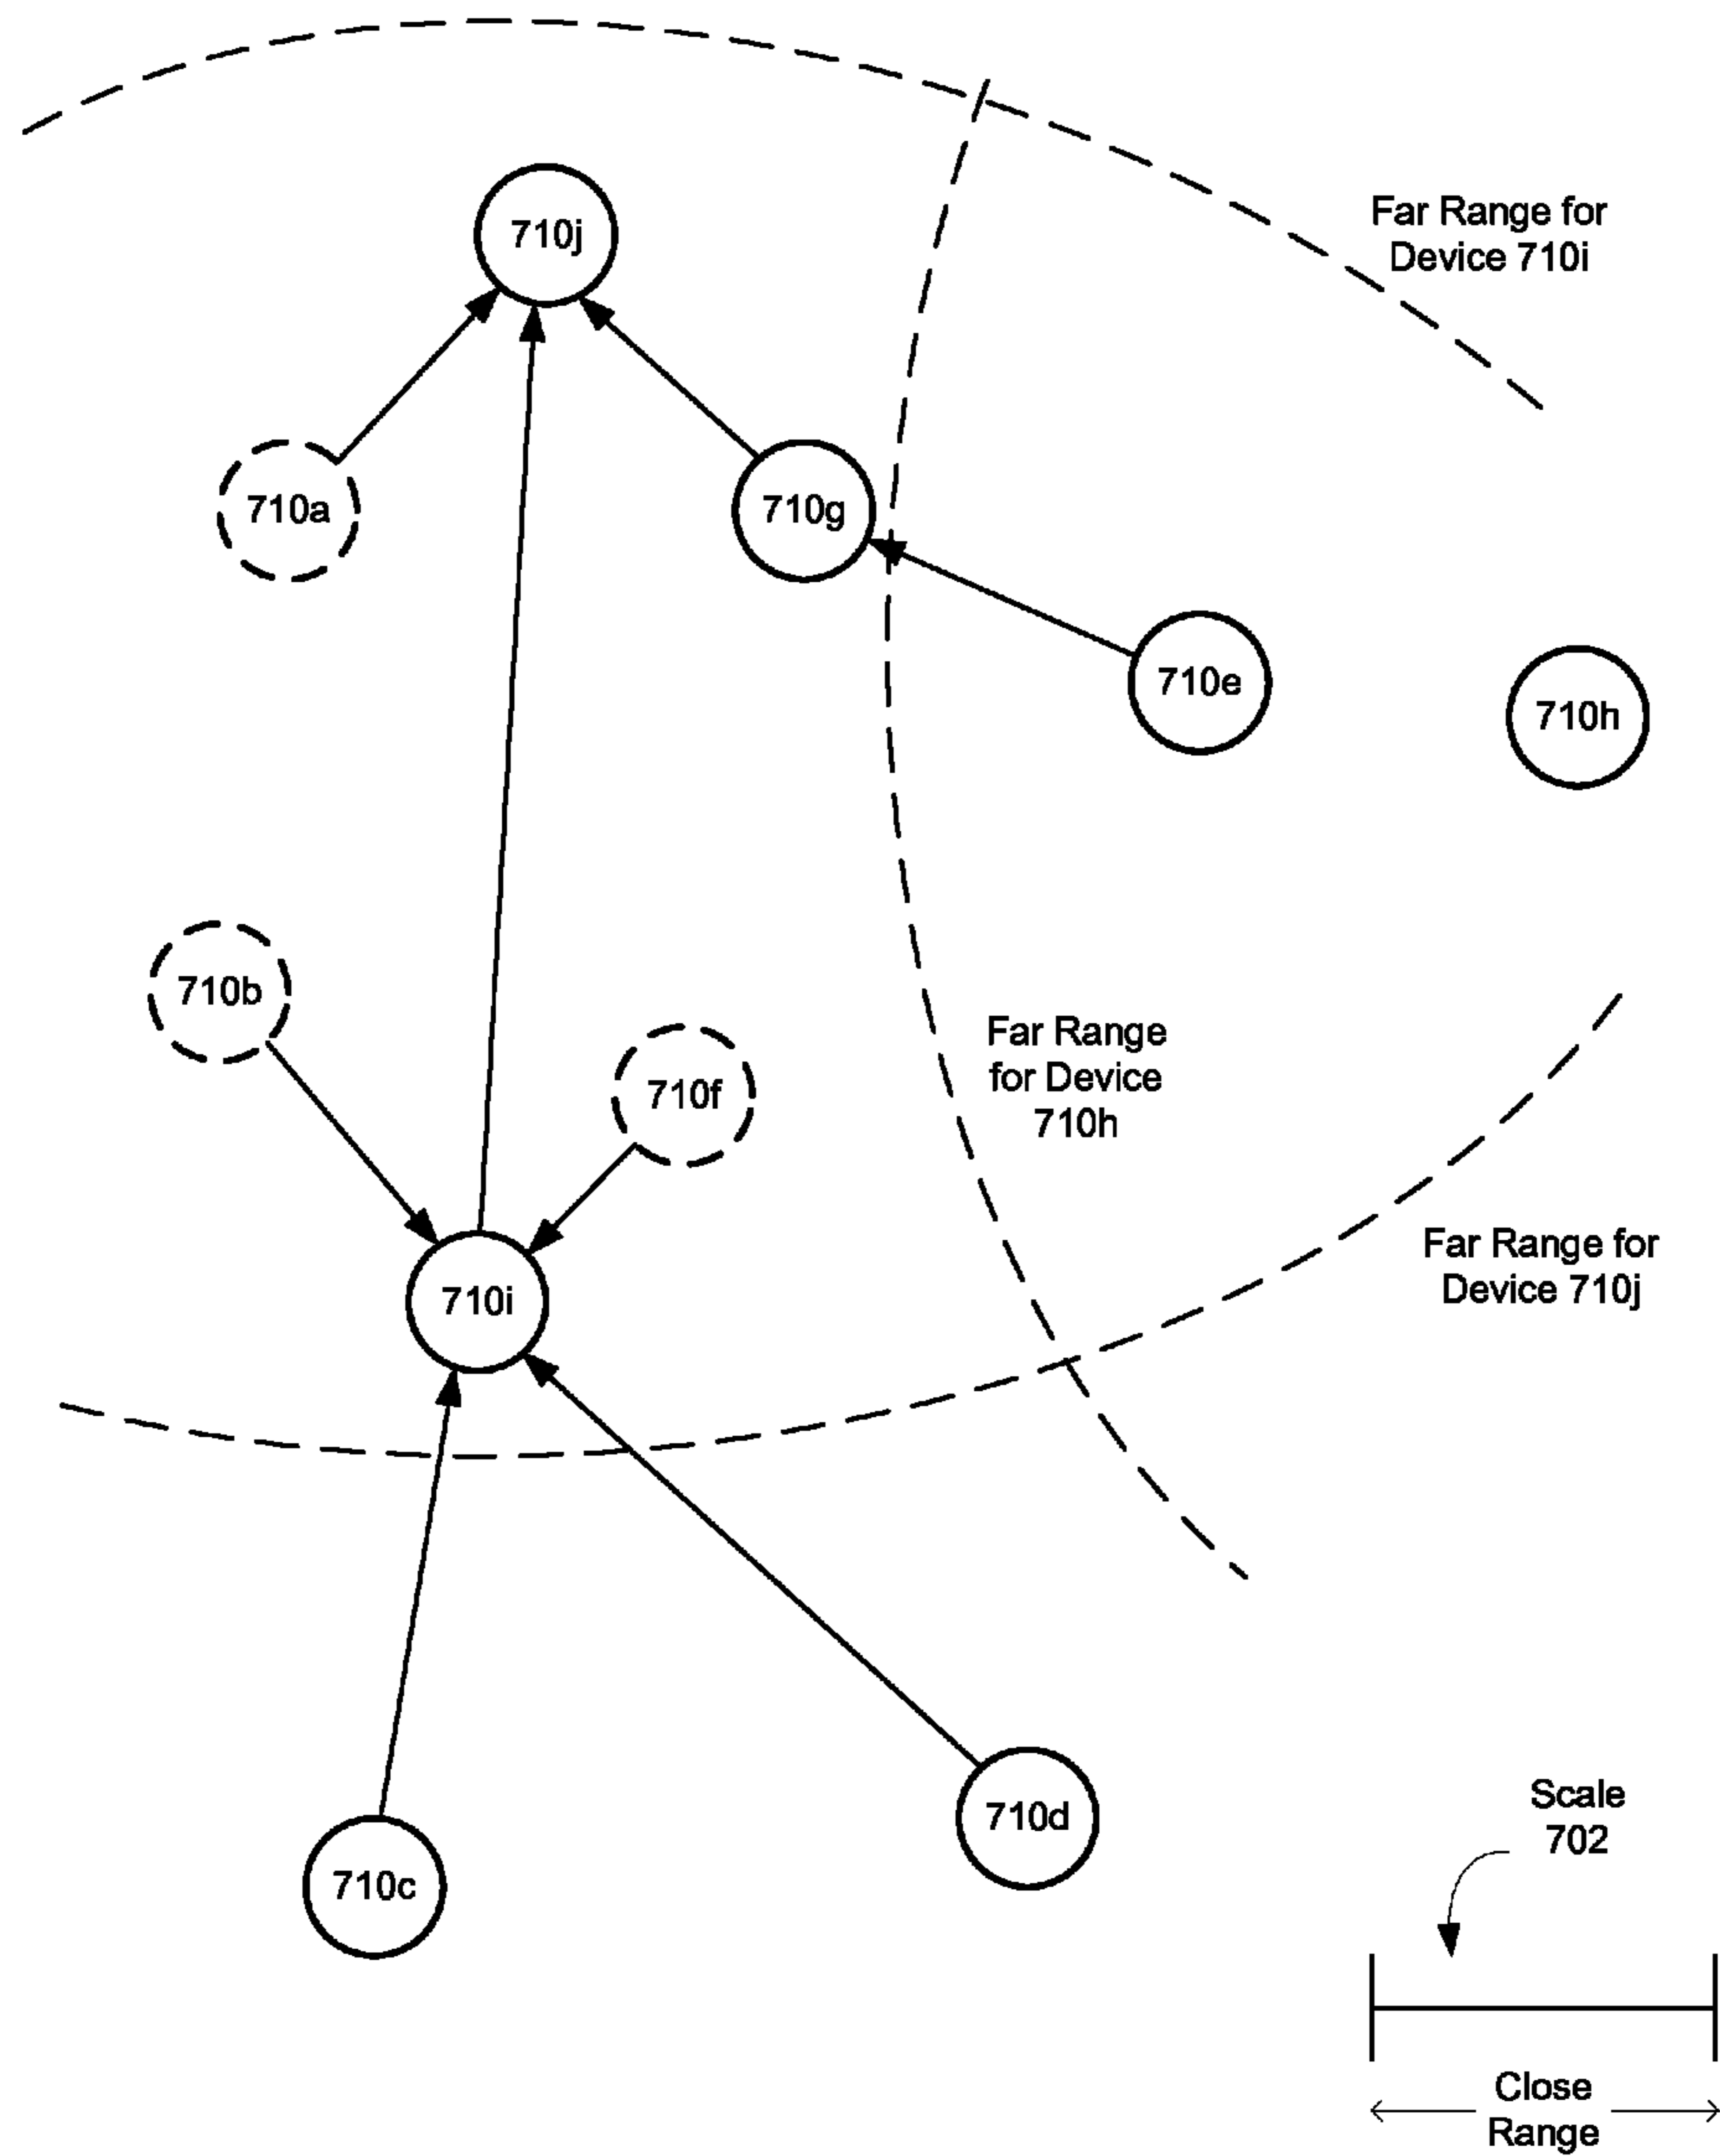 Far Range for
Device 710i
710j
710a
710g
710e
710h
710b
710f
Far Range
for Device
710h
710i
Far Range for
Device 710j
710d
710c
Scale
702
Close
Range